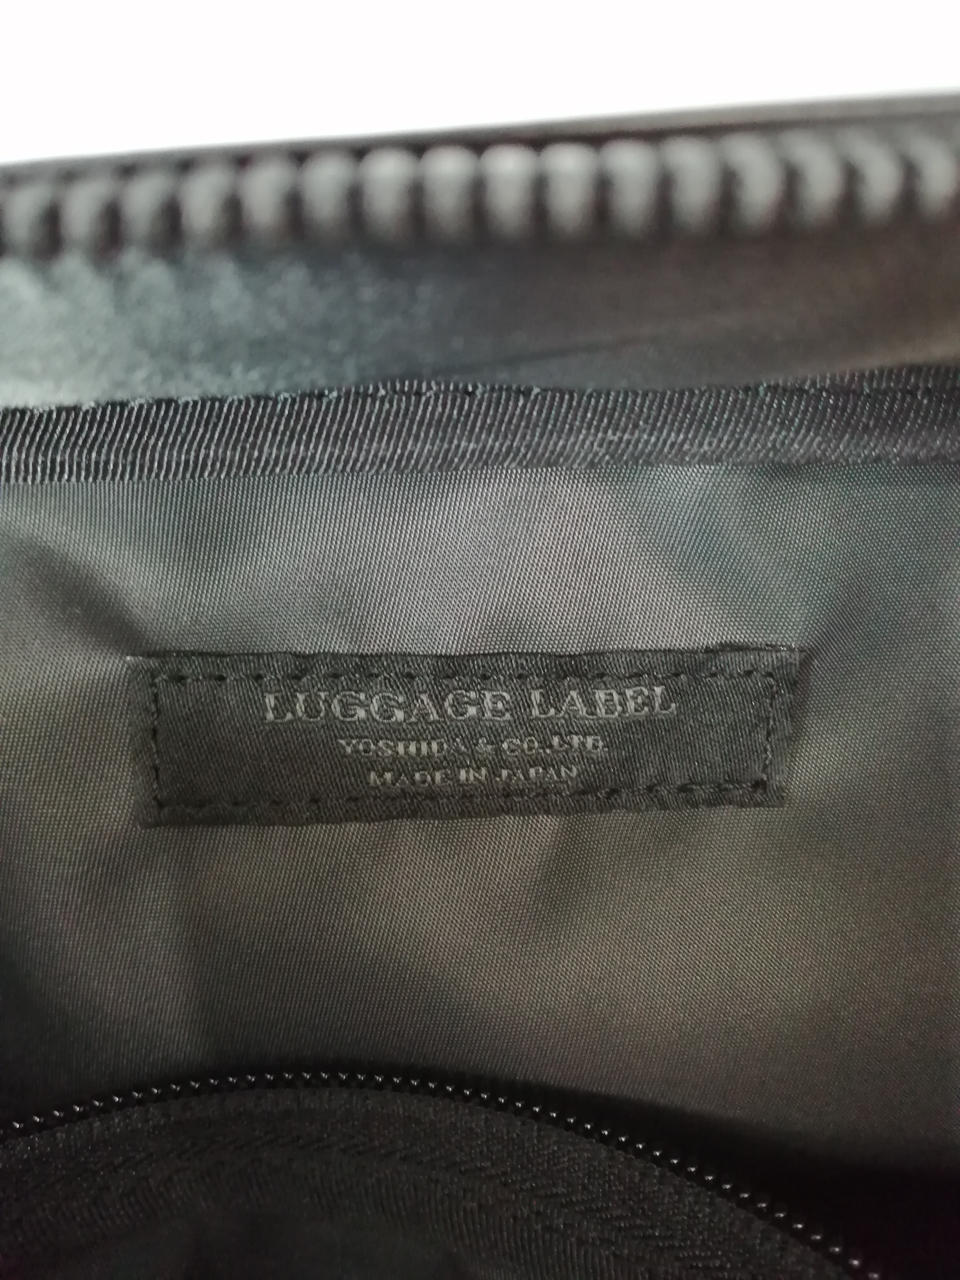 LUGGAGE LABEL
YOSHIDA & CO., LTD.
MADE IN JAPAN